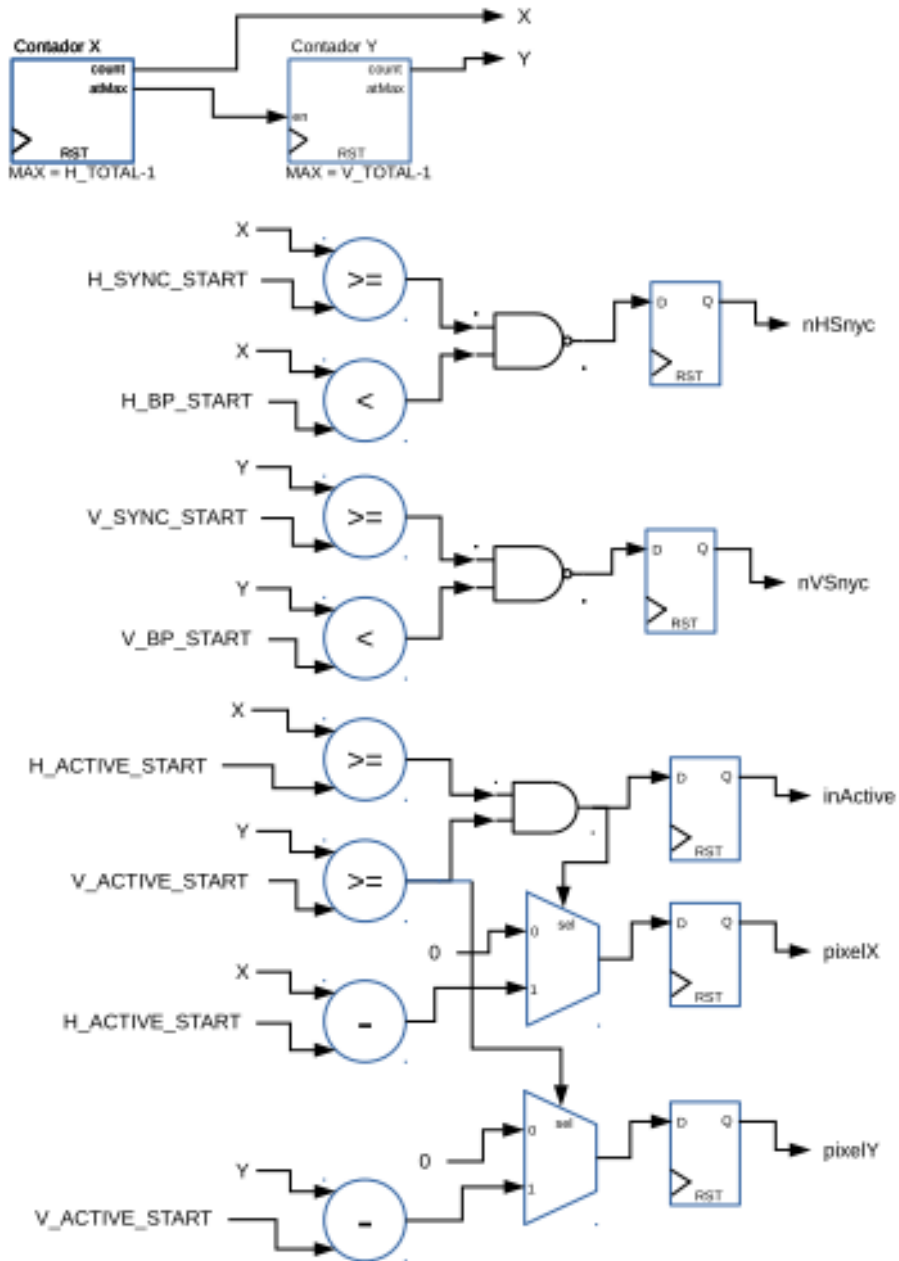 X
Contador X
Contador Y
count
atMax
count
atMax
Y
en
RST
RST
MAX = H_TOTAL-1
MAX = V_TOTAL-1
X
H_SYNC_START
>=
D
Q
nHSnyc
RST
X
H_BP_START
<
Y
V_SYNC_START
>=
D
Q
nVSnyc
RST
Y
V_BP_START
<
X
H_ACTIVE_START
>=
D
Q
inActive
RST
Y
V_ACTIVE_START
>=
sel
0
0
1
D
Q
pixelX
RST
X
H_ACTIVE_START
-
sel
0
0
1
D
Q
pixelY
RST
Y
V_ACTIVE_START
-